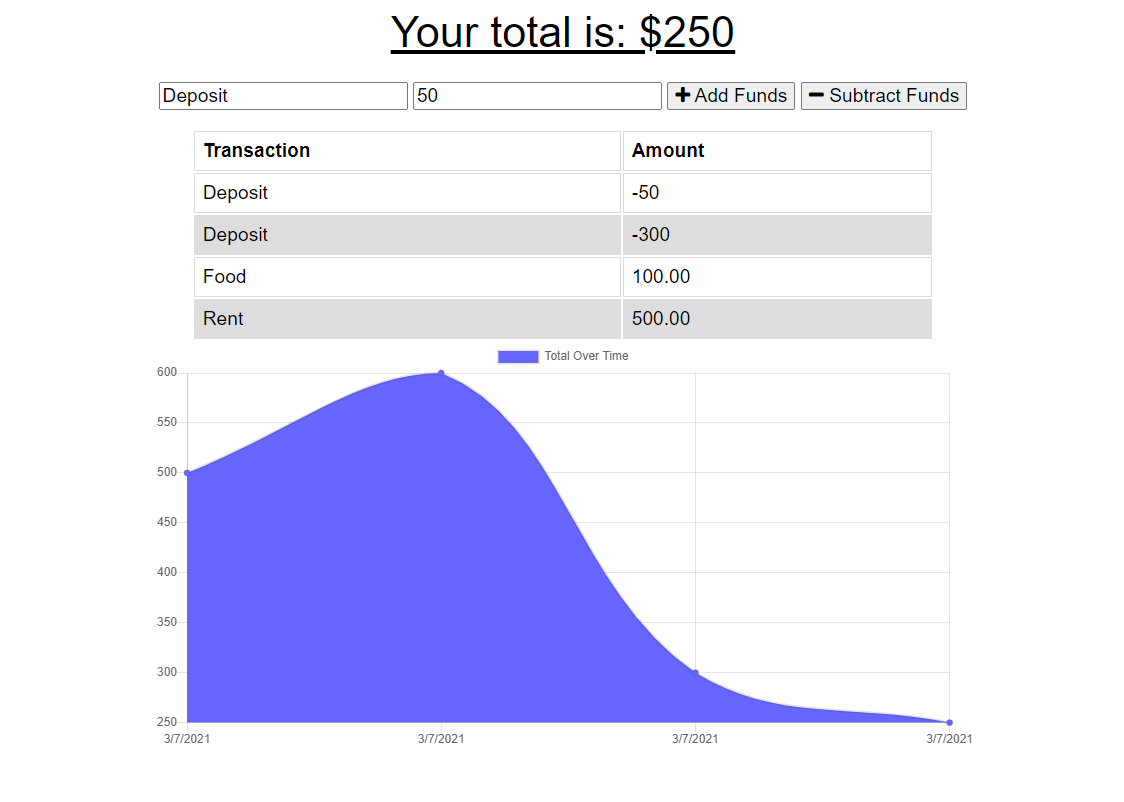 Your total is: $250
Deposit 50 Add Funds Subtract Funds
Transaction Amount
Deposit -50
Deposit -300
Food 100.00
Rent 500.00
Total Over Time
600
550
500
450
400
350
300
250
3/7/2021 3/7/2021 3/7/2021 3/7/2021